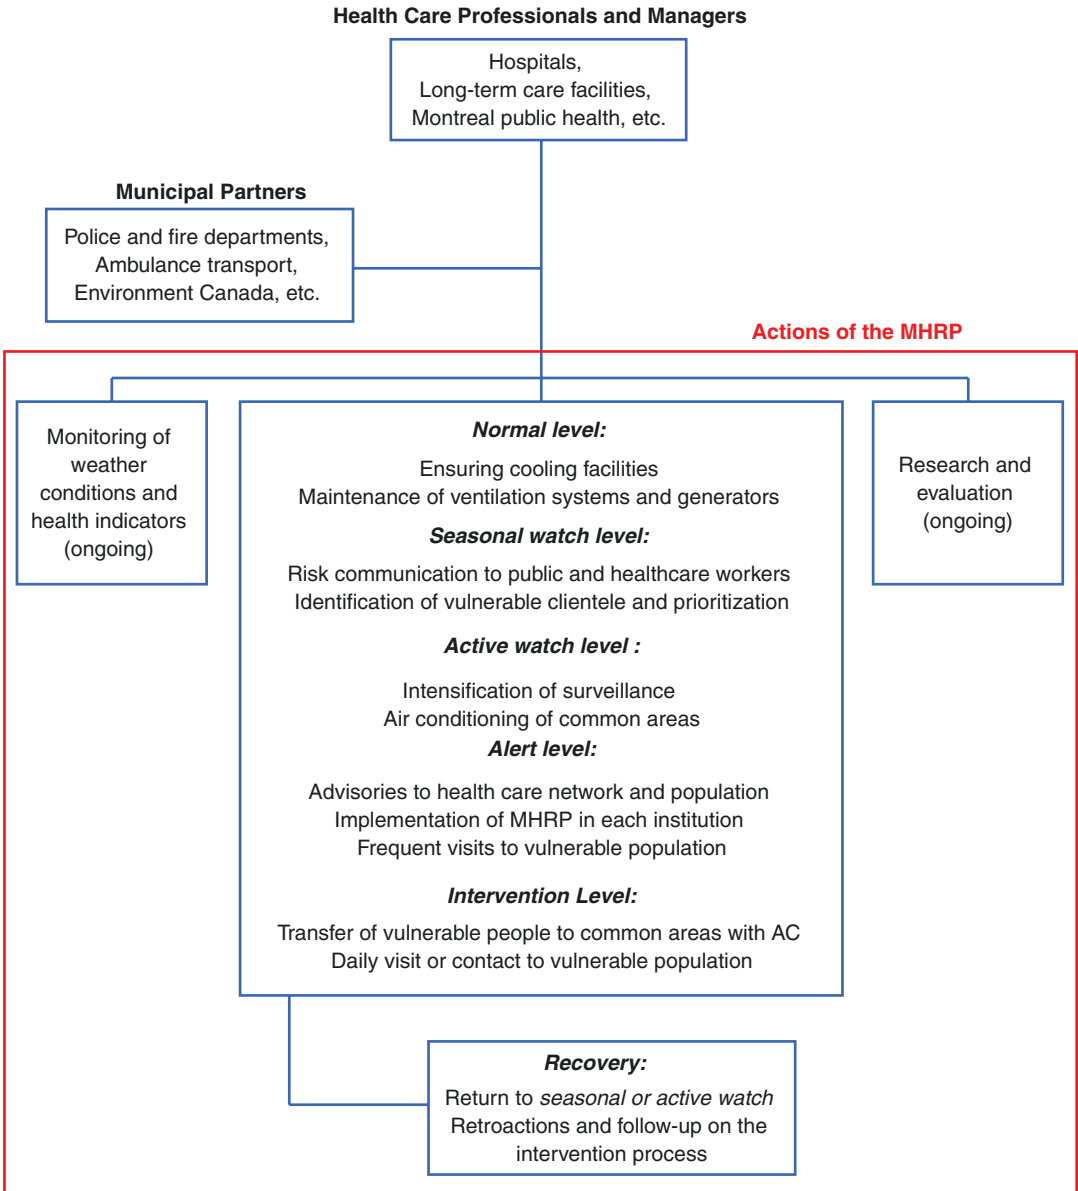 Health Care Professionals and Managers
Hospitals,
Long-term care facilities,
Montreal public health, etc.
Municipal Partners
Police and fire departments,
Ambulance transport,
Environment Canada, etc.
Actions of the MHRP
Monitoring of
weather
conditions and
health indicators
(ongoing)
Normal level:
Ensuring cooling facilities
Maintenance of ventilation systems and generators
Seasonal watch level:
Risk communication to public and healthcare workers
Identification of vulnerable clientele and prioritization
Active watch level :
Intensification of surveillance
Air conditioning of common areas
Alert level:
Advisories to health care network and population
Implementation of MHRP in each institution
Frequent visits to vulnerable population
Intervention Level:
Transfer of vulnerable people to common areas with AC
Daily visit or contact to vulnerable population
Research and
evaluation
(ongoing)
Recovery:
Return to seasonal or active watch
Retroactions and follow-up on the
intervention process